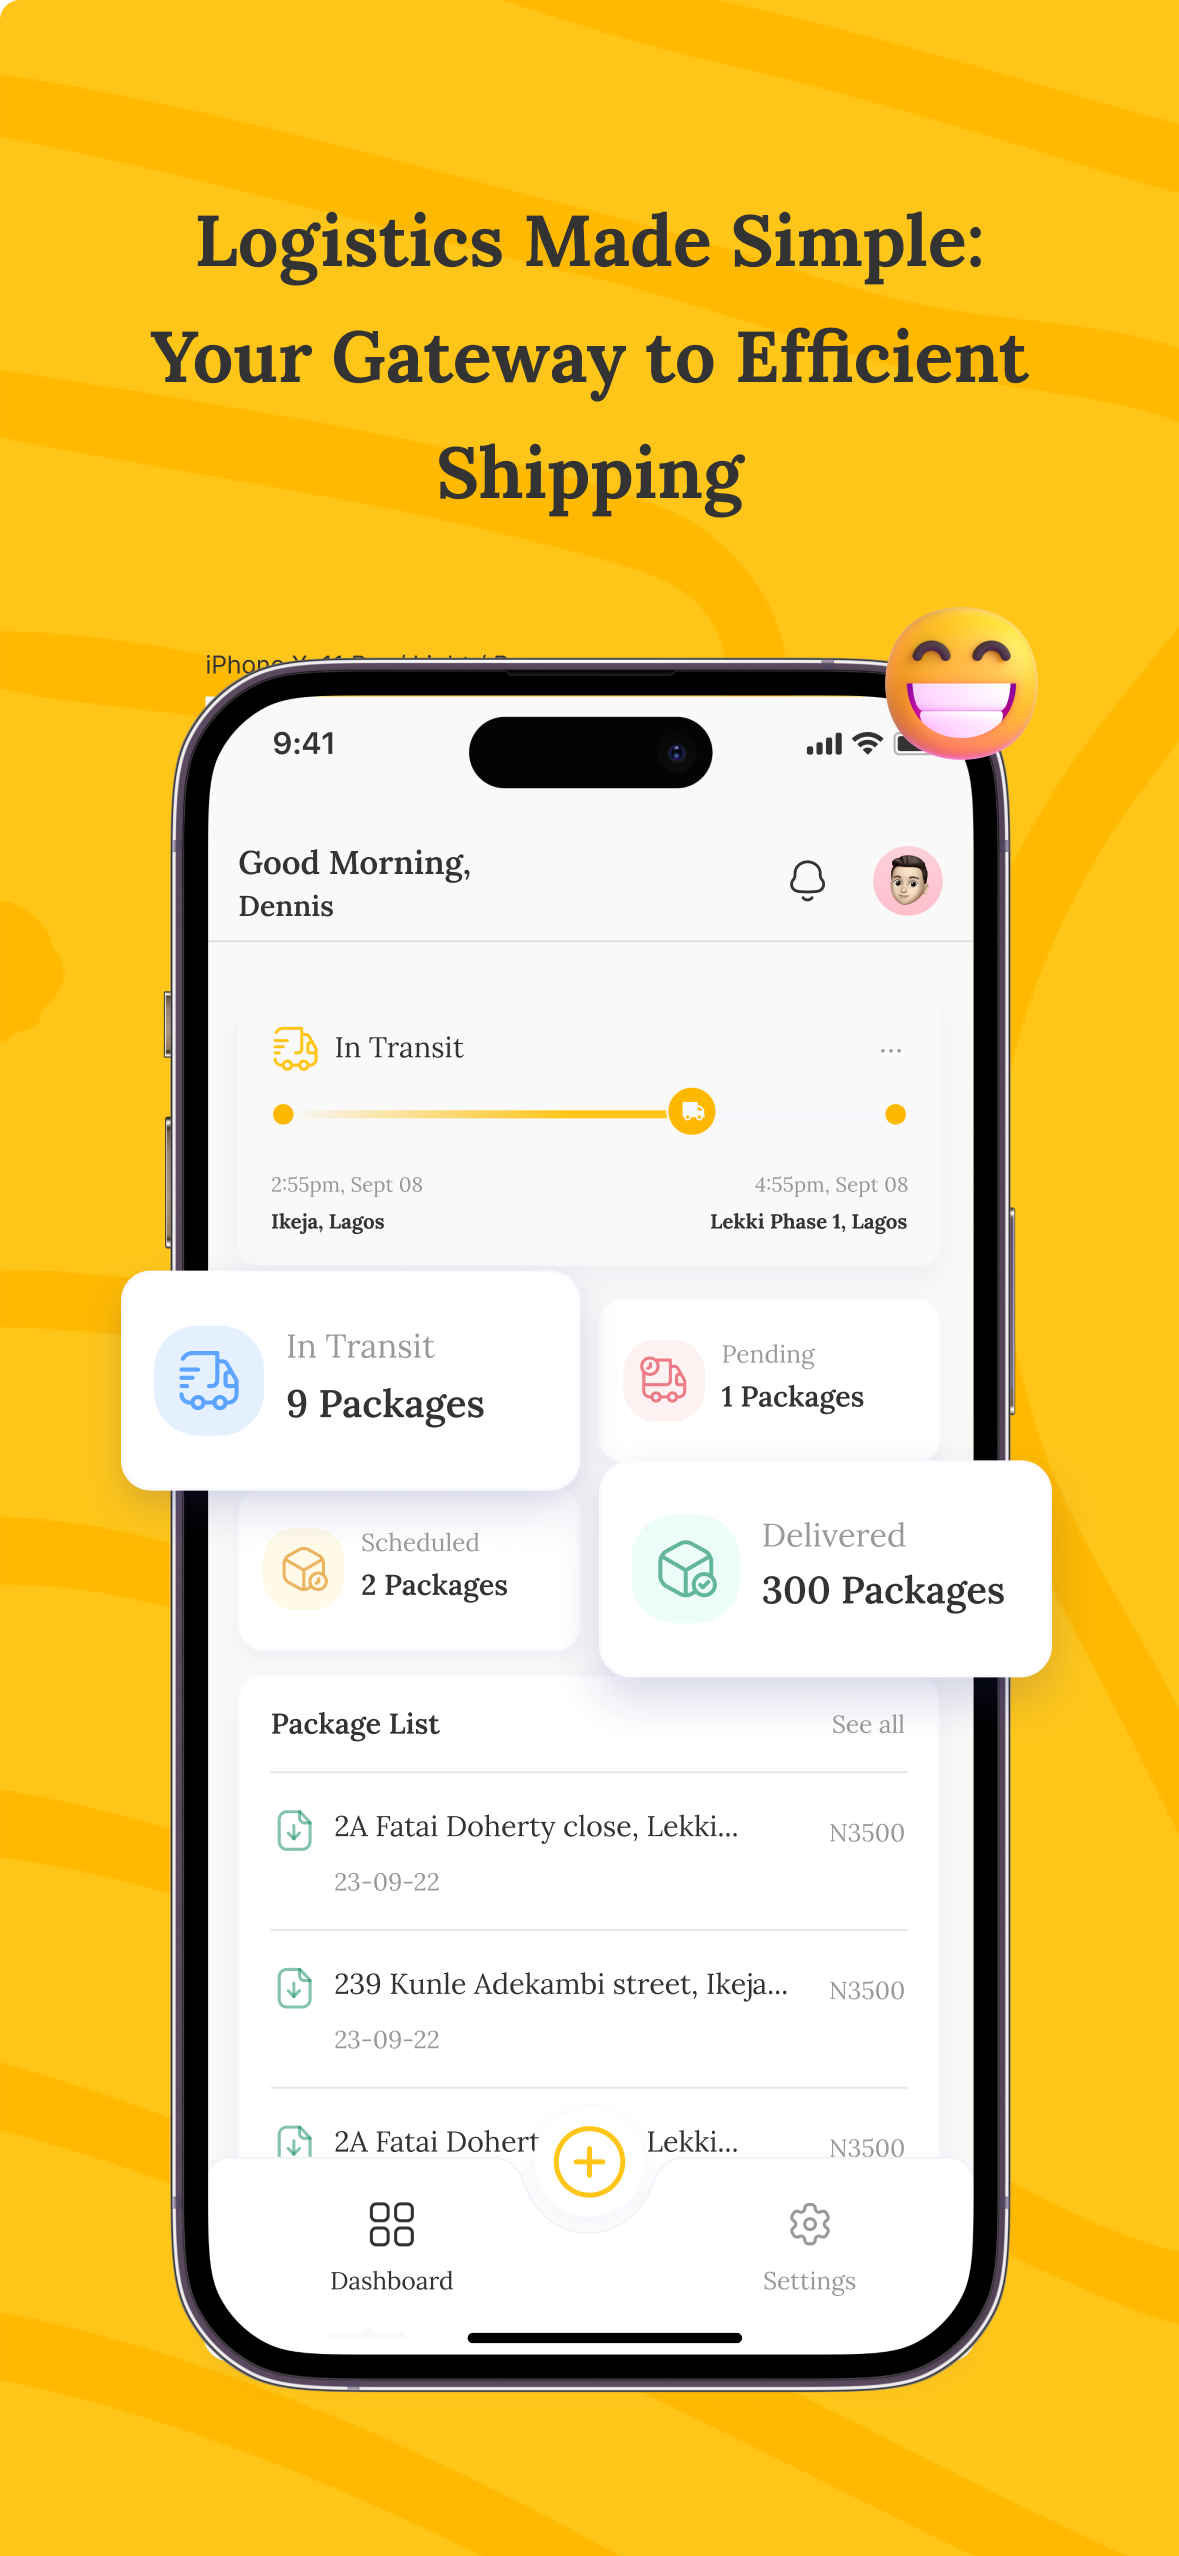 Logistics Made Simple:
Your Gateway to Efficient
Shipping
iPhone X
9:41
Good Morning,
Dennis
In Transit
...
2:55pm, Sept 08
4:55pm, Sept 08
Ikeja, Lagos
Lekki Phase 1, Lagos
In Transit
9 Packages
Pending
1 Packages
Scheduled
2 Packages
Delivered
300 Packages
Package List
See all
2A Fatai Doherty close, Lekki...
N3500
23-09-22
239 Kunle Adekambi street, Ikeja...
N3500
23-09-22
2A Fatai Dohert
Lekki...
N3500
Dashboard
Settings